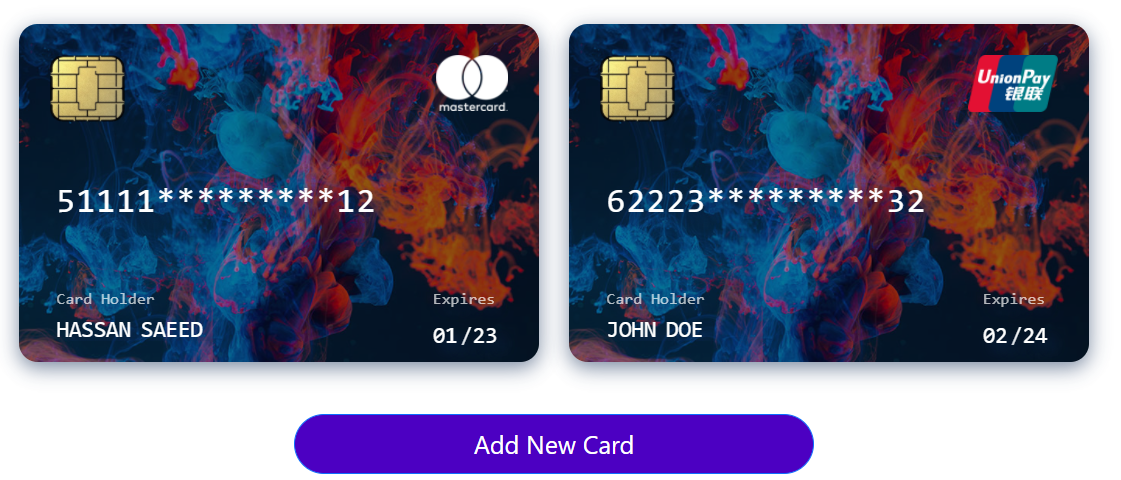 mastercard.
51111*********12
Card Holder
Expires
HASSAN SAEED
01/23
UnionPay
银联
62223*********32
Card Holder
Expires
JOHN DOE
02/24
Add New Card